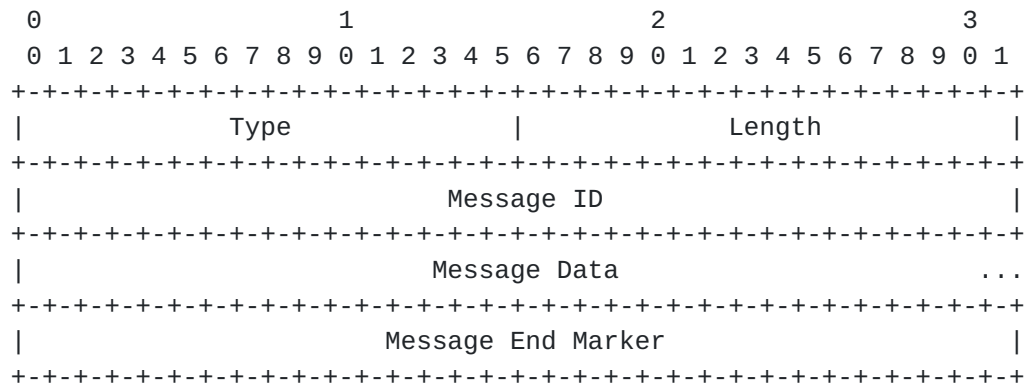 0                   1                   2                   3
 0 1 2 3 4 5 6 7 8 9 0 1 2 3 4 5 6 7 8 9 0 1 2 3 4 5 6 7 8 9 0 1
+-+-+-+-+-+-+-+-+-+-+-+-+-+-+-+-+-+-+-+-+-+-+-+-+-+-+-+-+-+-+-+-+
|             Type              |             Length            |
+-+-+-+-+-+-+-+-+-+-+-+-+-+-+-+-+-+-+-+-+-+-+-+-+-+-+-+-+-+-+-+-+
|                           Message ID                          |
+-+-+-+-+-+-+-+-+-+-+-+-+-+-+-+-+-+-+-+-+-+-+-+-+-+-+-+-+-+-+-+-+
|                          Message Data                       ...
+-+-+-+-+-+-+-+-+-+-+-+-+-+-+-+-+-+-+-+-+-+-+-+-+-+-+-+-+-+-+-+-+
|                       Message End Marker                      |
+-+-+-+-+-+-+-+-+-+-+-+-+-+-+-+-+-+-+-+-+-+-+-+-+-+-+-+-+-+-+-+-+